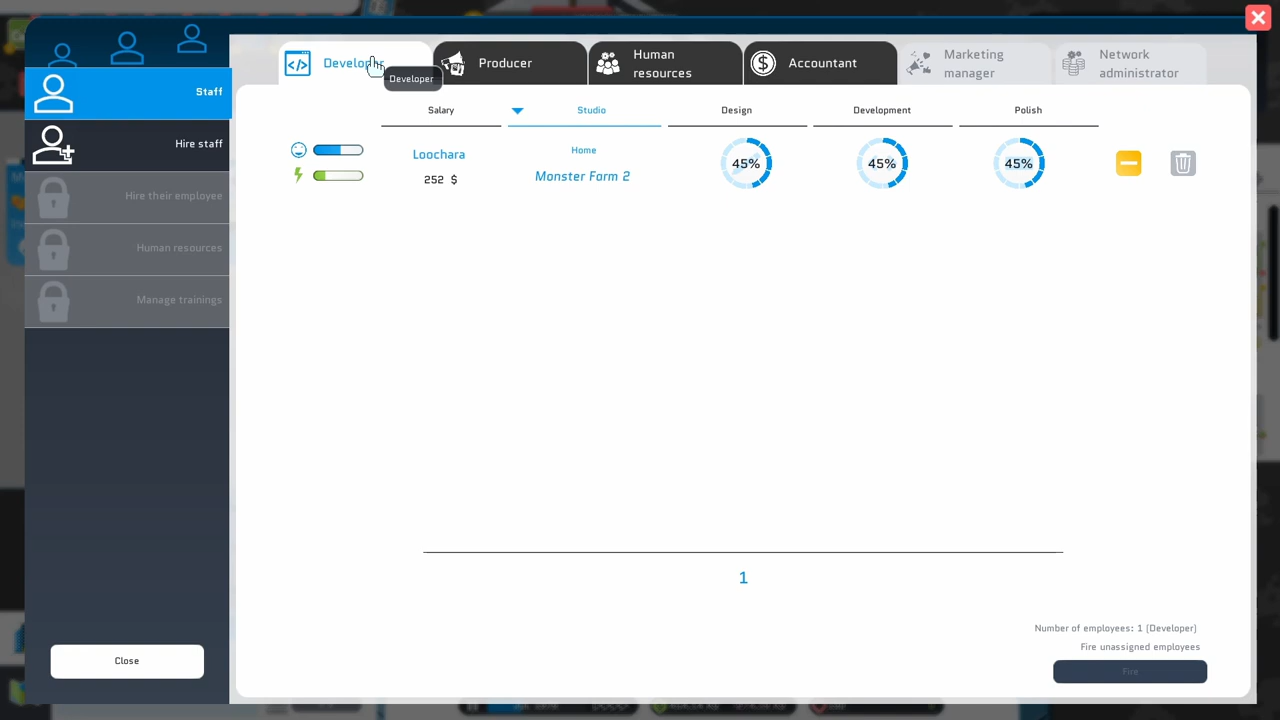 Developer
Producer
Human
resources
Accountant
Marketing
manager
Network
administrator
Developer
Staff
Hire staff
Hire their employee
Human resources
Manage trainings
Close
Salary
Studio
Design
Development
Polish
Loochara
252 $
Home
Monster Farm 2
45%
45%
45%
1
Number of employees: 1 (Developer)
Fire unassigned employees
Fire